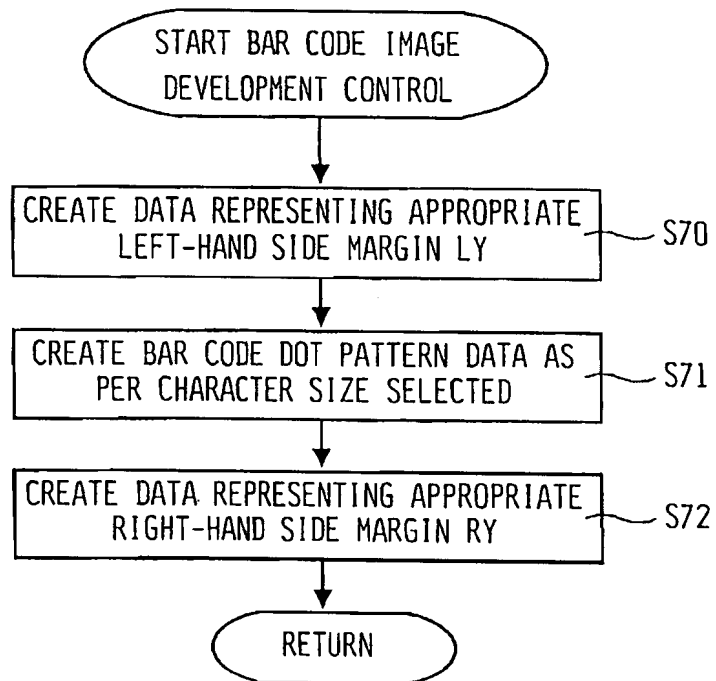 START BAR CODE IMAGE
DEVELOPMENT CONTROL
CREATE DATA REPRESENTING APPROPRIATE
LEFT-HAND SIDE MARGIN LY
S70
CREATE BAR CODE DOT PATTERN DATA AS
PER CHARACTER SIZE SELECTED
S71
CREATE DATA REPRESENTING APPROPRIATE
RIGHT-HAND SIDE MARGIN RY
S72
RETURN